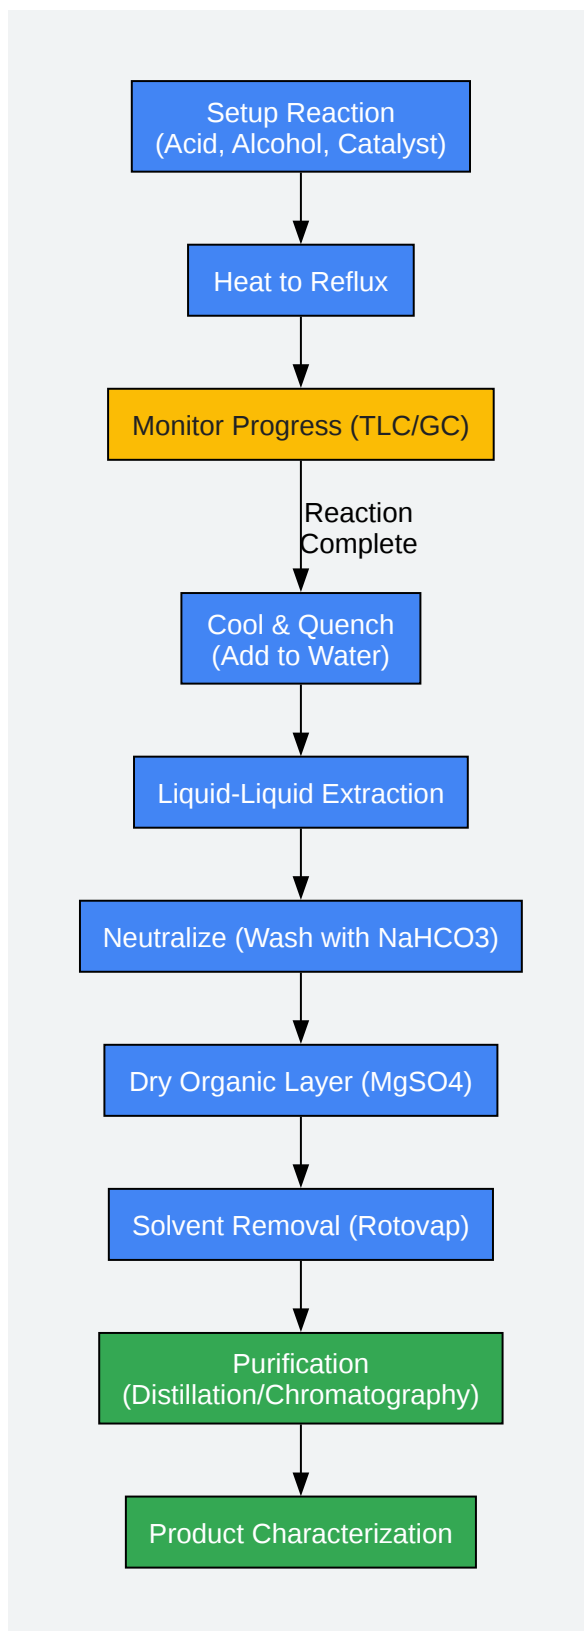 Setup Reaction
(Acid, Alcohol, Catalyst)
Heat to Reflux
Monitor Progress (TLC/GC)
Reaction
Complete
Cool & Quench
(Add to Water)
Liquid-Liquid Extraction
Neutralize (Wash with NaHCO3)
Dry Organic Layer (MgSO4)
Solvent Removal (Rotovap)
Purification
(Distillation/Chromatography)
Product Characterization